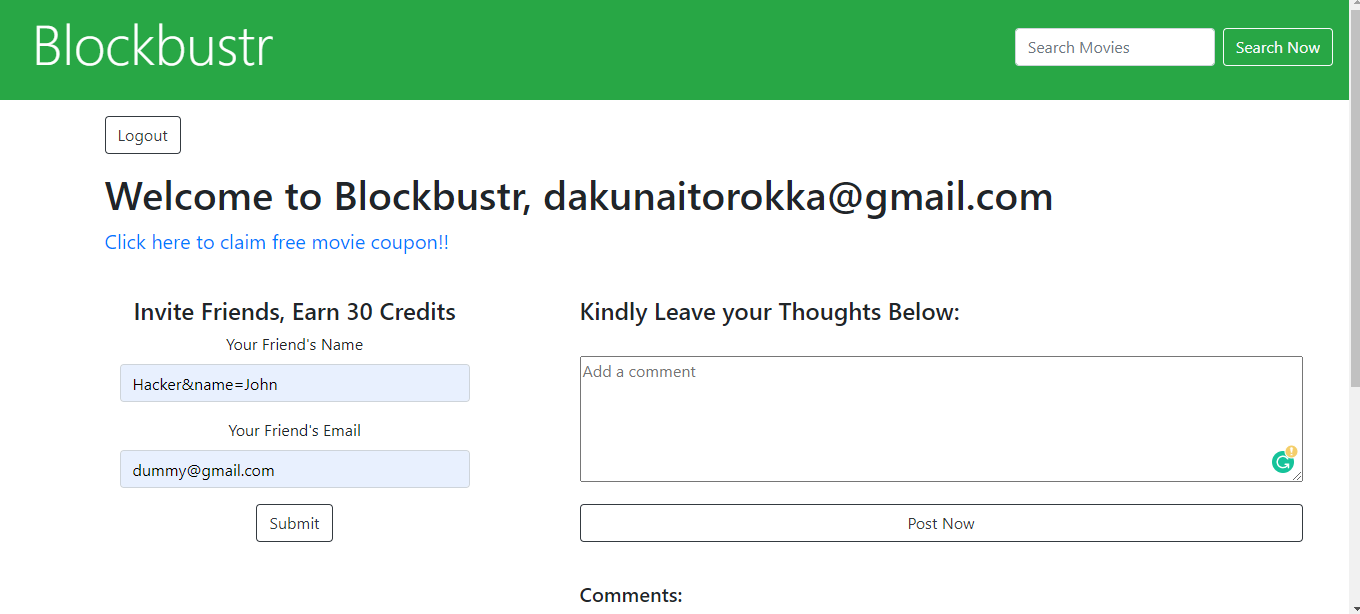 Blockbustr
Search Movies
Search Now
Logout
Welcome to Blockbustr, dakunaitorokka@gmail.com
Click here to claim free movie coupon!!
Invite Friends, Earn 30 Credits
Your Friend's Name
Hacker&name=John
Your Friend's Email
dummy@gmail.com
Submit
Kindly Leave your Thoughts Below:
Add a comment
Post Now
Comments: